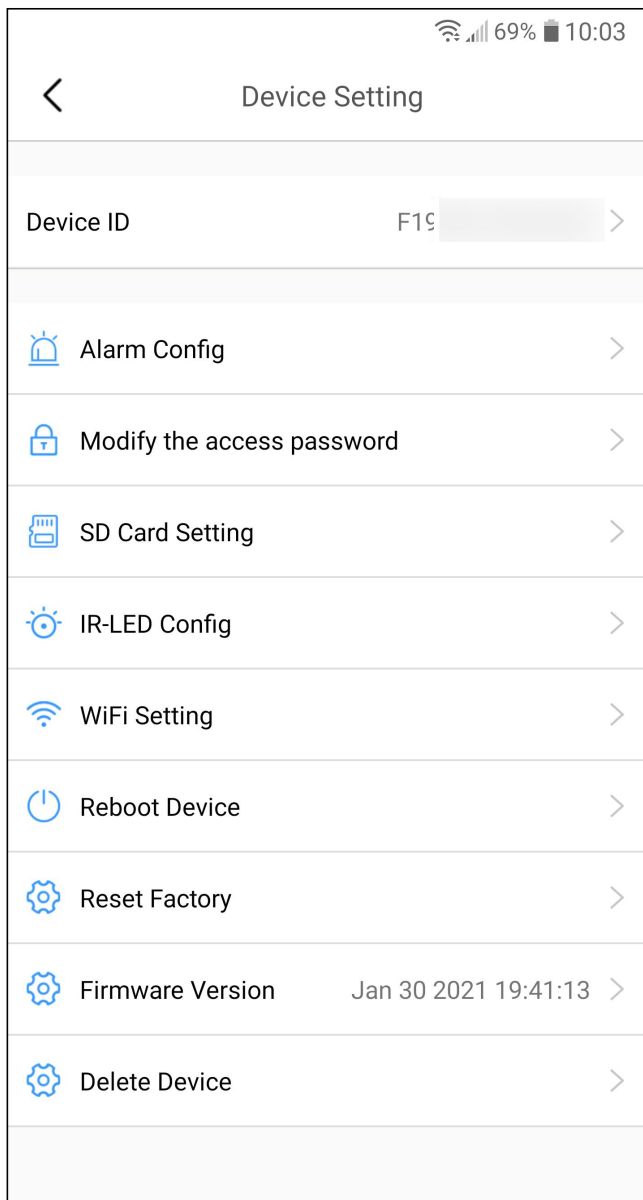 69% 10:03
Device Setting
Device ID F19
Alarm Config
Modify the access password
SD Card Setting
IR-LED Config
WiFi Setting
Reboot Device
Reset Factory
Firmware Version Jan 30 2021 19:41:13
Delete Device